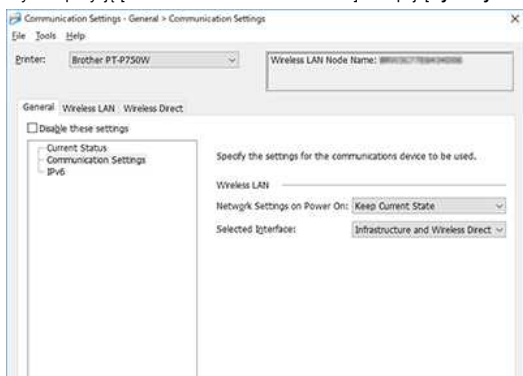 Communication Settings - General > Communication Settings
File Tools Help
Printer: Brother PT-P750W
Wireless LAN Node Name:
General Wireless LAN Wireless Direct
Disable these settings
Current Status
Communication Settings
IPv6
Specify the settings for the communications device to be used.
Wireless LAN
Network Settings on Power On: Keep Current State
Selected Interface: Infrastructure and Wireless Direct